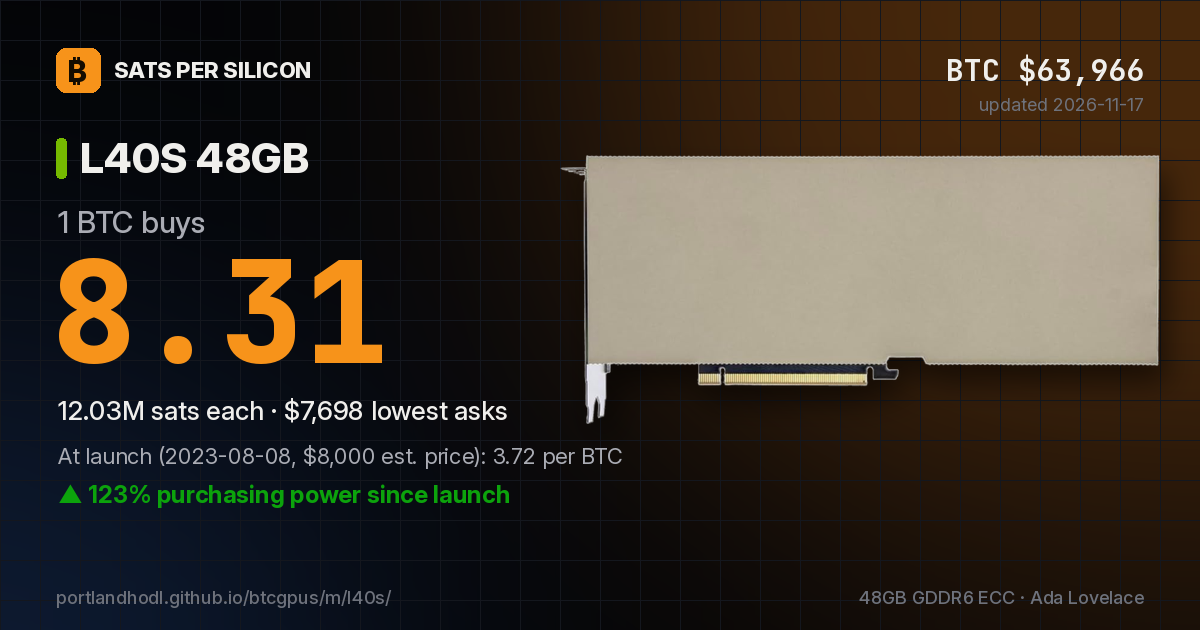 SATS PER SILICON
BTC $63,966
updated 2026-11-17
L40S 48GB
1 BTC buys
8.31
12.03M sats each · $7,698 lowest asks
At launch (2023-08-08, $8,000 est. price): 3.72 per BTC
▲ 123% purchasing power since launch
portlandhodl.github.io/btcgpus/m/l40s/
48GB GDDR6 ECC · Ada Lovelace